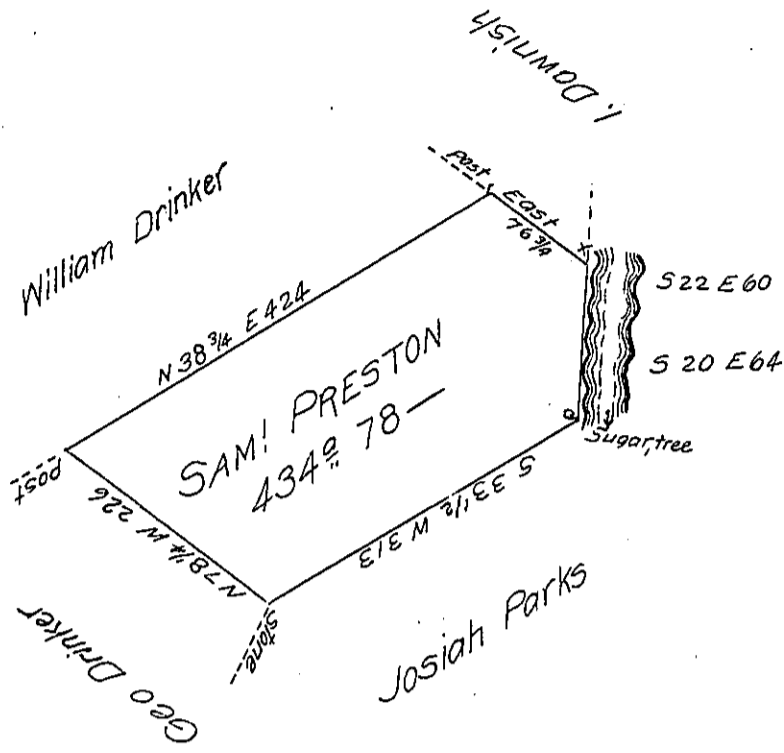 I. Downish
William Drinker
post
East
76 3/4
S 22 E 60
N 38 3/4 E 424
S 20 E 64
SAM! PRESTON
434 a 78 —
Sugartree
post
N 78 1/4 W 226
S 33 1/2 W 313
Stone
Josiah Parks
Geo Drinker